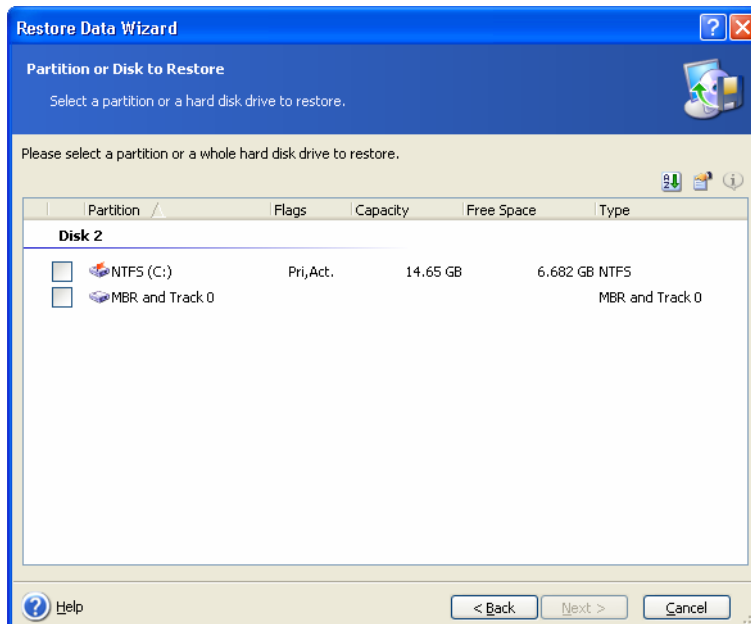 Restore Data Wizard
Partition or Disk to Restore
Select a partition or a hard disk drive to restore.
Please select a partition or a whole hard disk drive to restore.
Partition Flags Capacity Free Space Type
Disk 2
NTFS (C:) Pri,Act. 14.65 GB 6.682 GB NTFS
MBR and Track 0 MBR and Track 0
Help < Back Next > Cancel